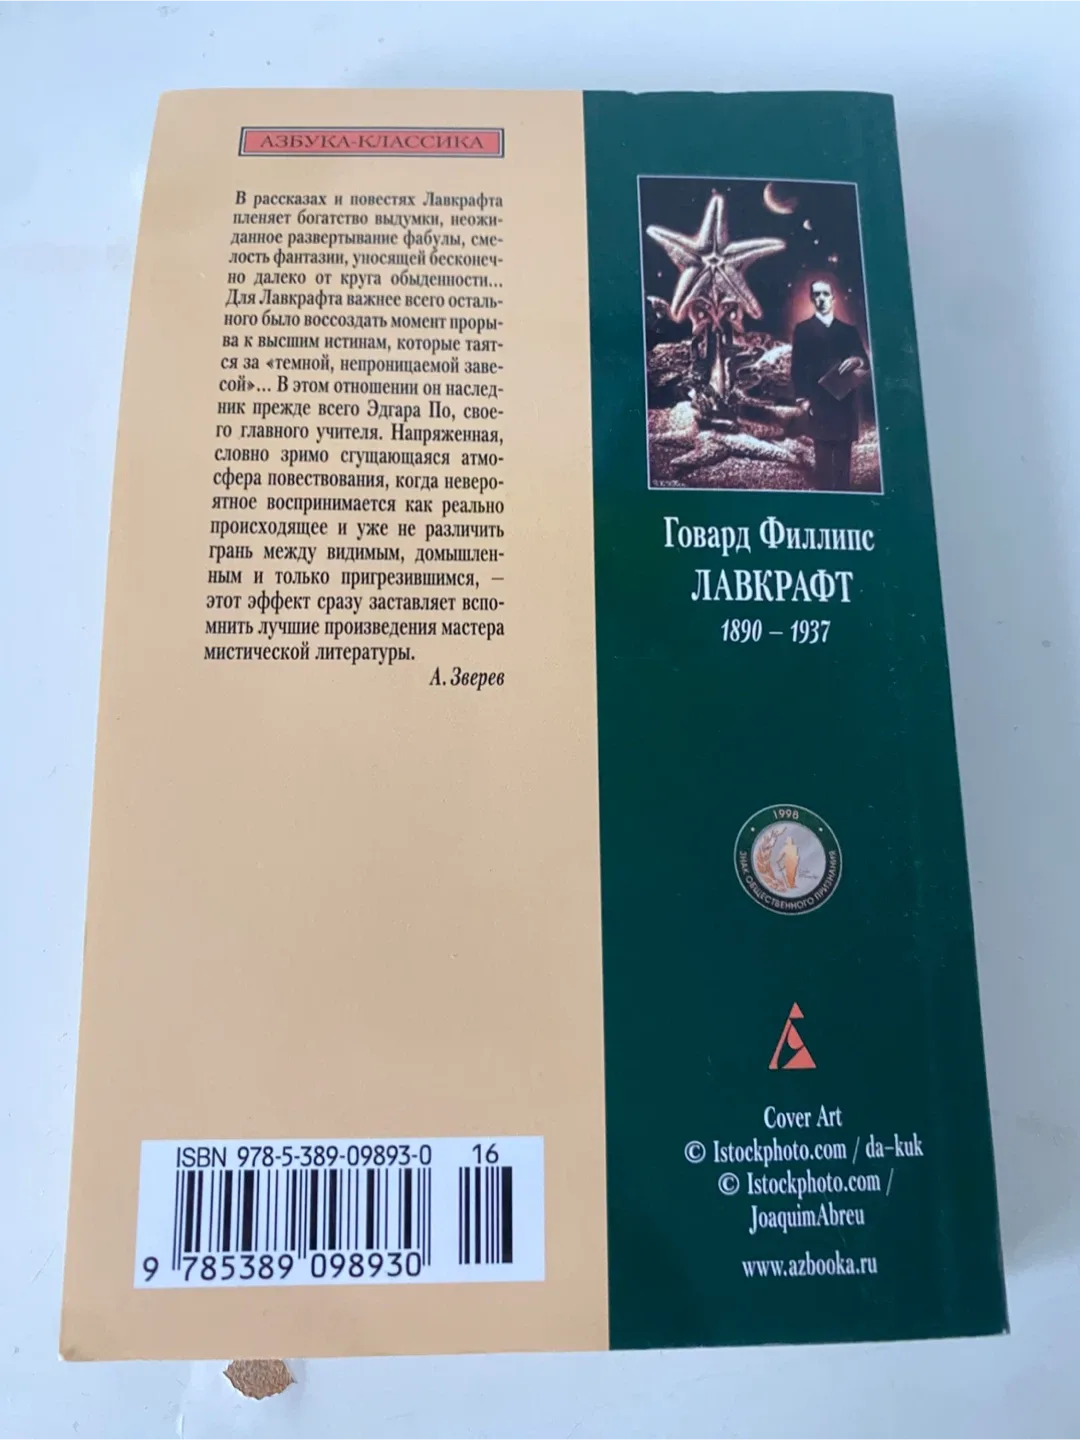 АЗБУКА-КЛАССИКА
В рассказах и повестях Лавкрафта
пленяет богатство выдумки, неожи-
данное развертывание фабулы, сме-
лость фантазии, уносящей бесконеч-
но далеко от круга обыденности...
Для Лавкрафта важнее всего осталь-
ного было воссоздать момент проры-
ва к высшим истинам, которые таят-
ся за «темной, непроницаемой заве-
сой»... В этом отношении он наслед-
ник прежде всего Эдгара По, свое-
го главного учителя. Напряженная,
словно зримо сгущающаяся атмо-
сфера повествования, когда неверо-
ятное воспринимается как реально
происходящее и уже не различить
грань между видимым, домышлен-
ным и только пригрезившимся, —
этот эффект сразу заставляет вспо-
мнить лучшие произведения мастера
мистической литературы.
А. Зверев
ISBN 978-5-389-09893-0 16
9 785389 098930
Говард Филлипс
ЛАВКРАФТ
1890 – 1937
1998
ЗНАК ОБЩЕСТВЕННОГО ПРИЗНАНИЯ
Cover Art
© Istockphoto.com / da-kuk
© Istockphoto.com /
JoaquimAbreu
www.azbooka.ru